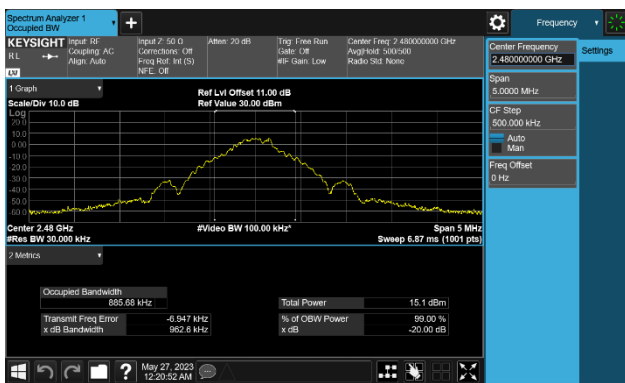 Spectrum Analyzer 1
Occupied BW
Frequency
KEYSIGHT
Input: RF
Coupling: AC
Align: Auto
RL
LXI
Input Z: 50 Ω
Corrections: Off
Freq Ref: Int (S)
NFE: Off
Atten: 20 dB
Trig: Free Run
Gate: Off
#IF Gain: Low
Center Freq: 2.480000000 GHz
Avg|Hold: 500/500
Radio Std: None
Center Frequency
2.480000000 GHz
Settings
Span
5.0000 MHz
CF Step
500.000 kHz
Auto
Man
Freq Offset
0 Hz
1 Graph
Scale/Div 10.0 dB
Ref Lvl Offset 11.00 dB
Ref Value 30.00 dBm
Log
20.0
10.0
0.00
-10.0
-20.0
-30.0
-40.0
-50.0
-60.0
Center 2.48 GHz
#Video BW 100.00 kHz*
Span 5 MHz
#Res BW 30.000 kHz
Sweep 6.87 ms (1001 pts)
2 Metrics
Occupied Bandwidth
885.68 kHz
Total Power 15.1 dBm
Transmit Freq Error -6.947 kHz
% of OBW Power 99.00 %
x dB Bandwidth 962.6 kHz
x dB -20.00 dB
?
May 27, 2023
12:20:52 AM